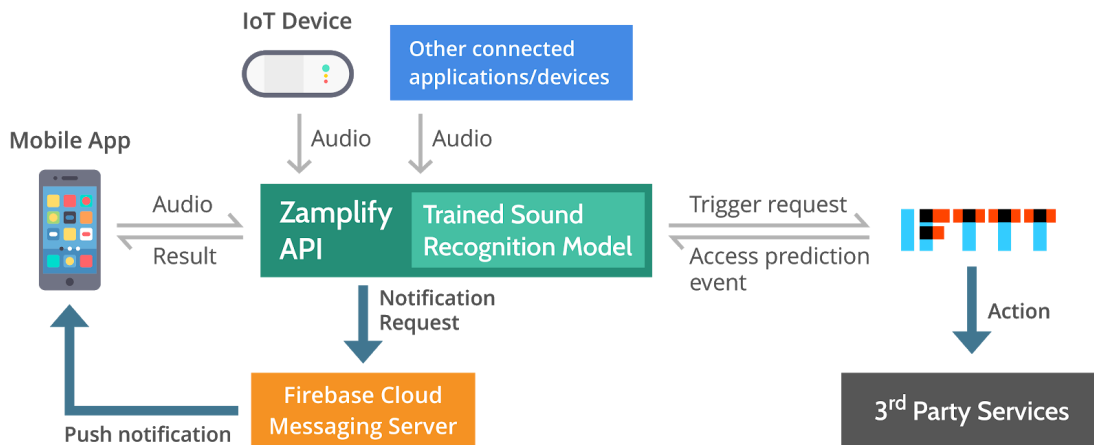 IoT Device
Other connected
applications/devices
Mobile App
Audio
Audio
Audio
Result
Zamplify
API
Trained Sound
Recognition Model
Trigger request
Access prediction
event
IFTTT
Notification
Request
Action
Firebase Cloud
Messaging Server
Push notification
3rd Party Services